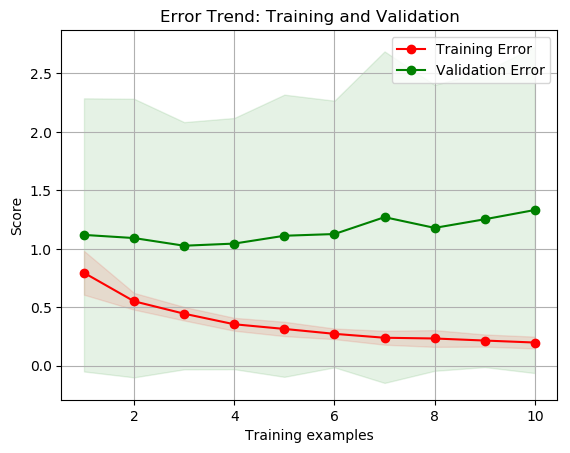 Error Trend: Training and Validation
Training Error
Validation Error
2.5
2.0
1.5
1.0
0.5
0.0
Score
2 4 6 8 10
Training examples